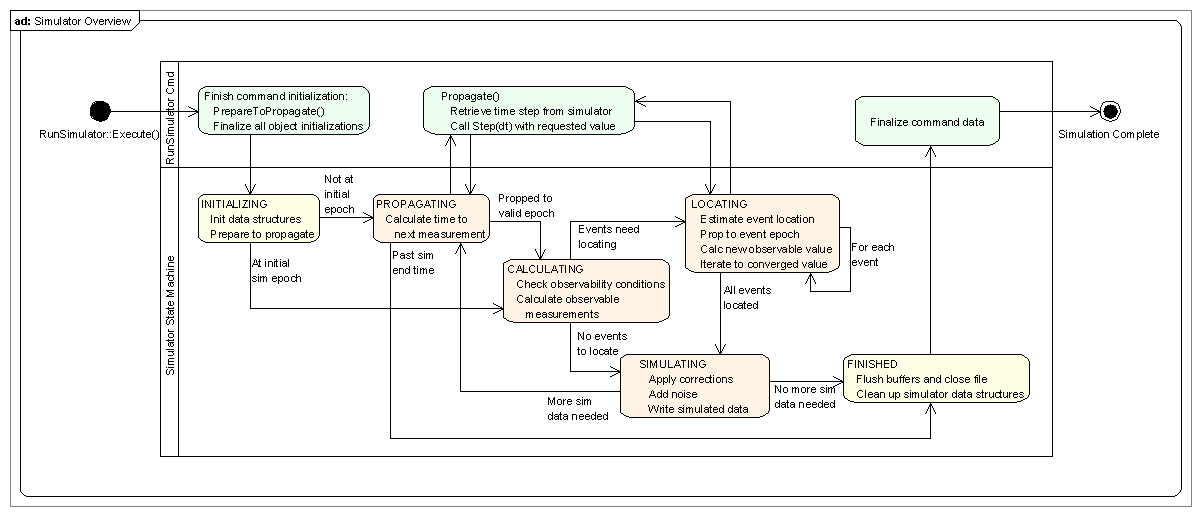 ad: Simulator Overview
RunSimulator::Execute()
RunSimulator Cmd
Finish command initialization:
PrepareToPropagate()
Finalize all object initializations
Propagate()
Retrieve time step from simulator
Call Step(dt) with requested value
Finalize command data
Simulation Complete
Simulator State Machine
INITIALIZING
Init data structures
Prepare to propagate
Not at
initial
epoch
At initial
sim epoch
PROPAGATING
Calculate time to
next measurement
Propped to
valid epoch
Past sim
end time
CALCULATING
Check observability conditions
Calculate observable
measurements
Events need
locating
No events
to locate
LOCATING
Estimate event location
Prop to event epoch
Calc new observable value
Iterate to converged value
For each
event
All events
located
SIMULATING
Apply corrections
Add noise
Write simulated data
More sim
data needed
No more sim
data needed
FINISHED
Flush buffers and close file
Clean up simulator data structures